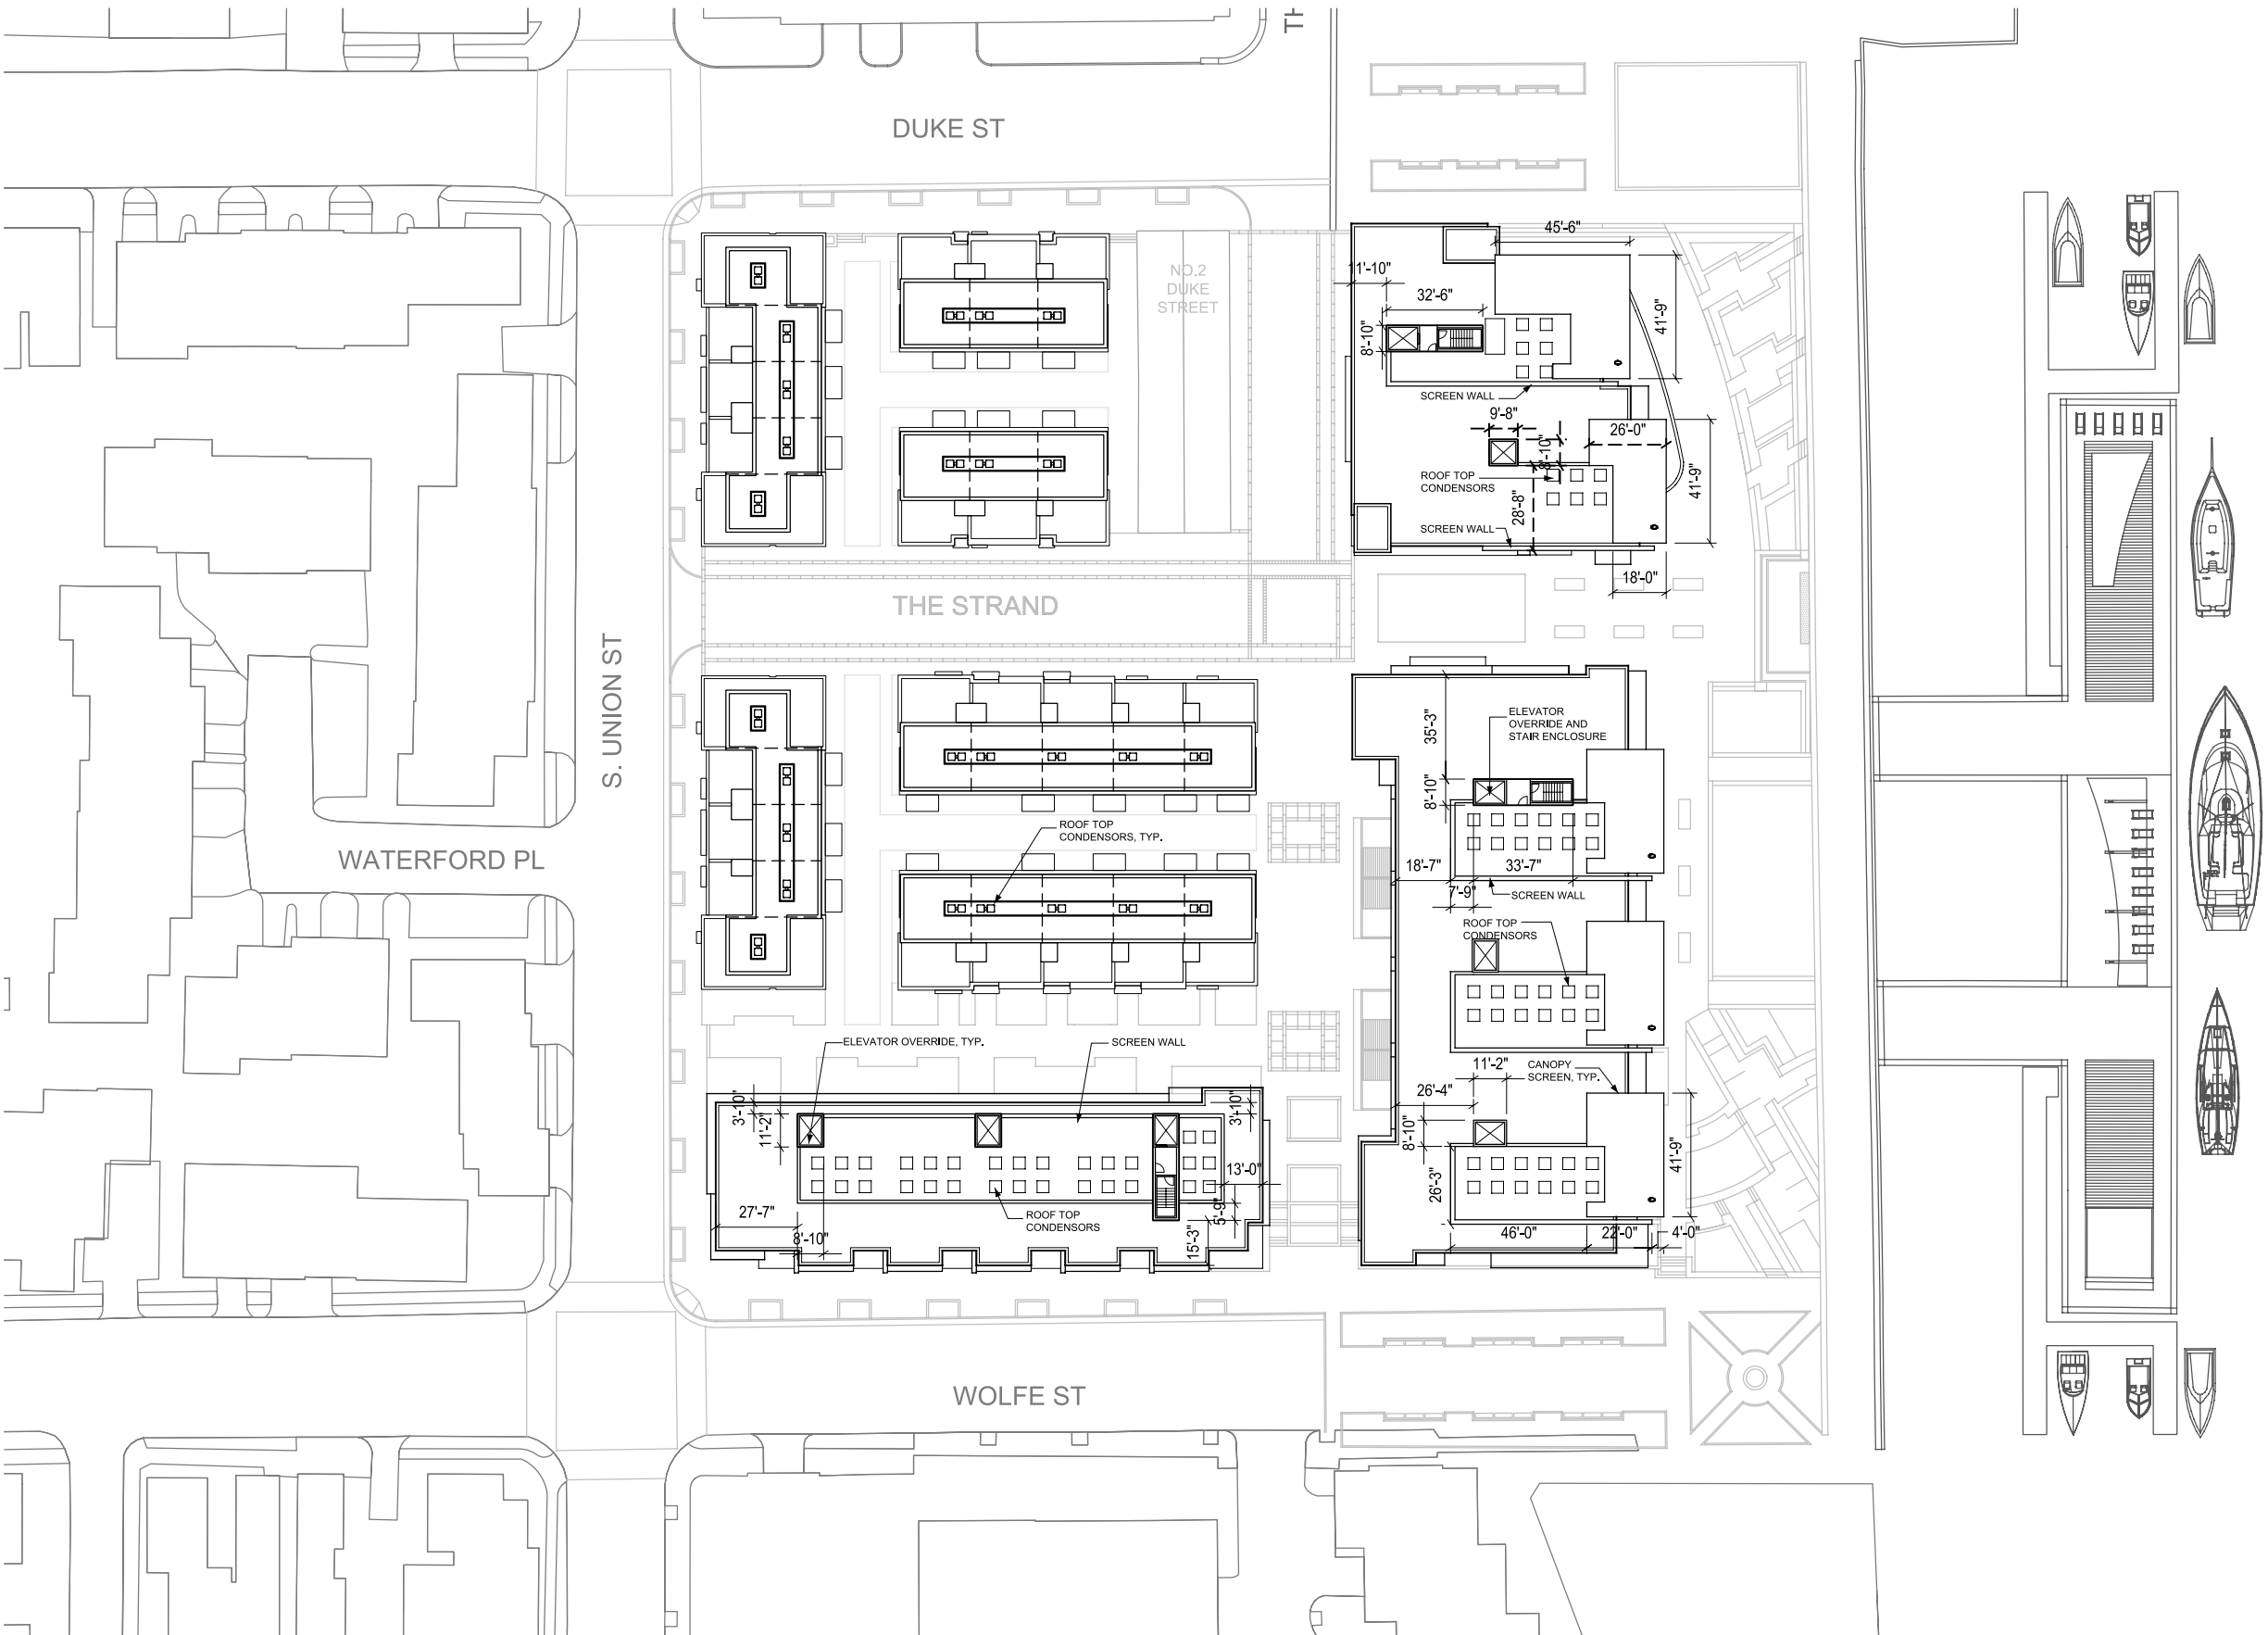 TH
DUKE ST
45'-6"
NO.2
DUKE
STREET
11'-10"
32'-6"
8'-10"
41'-9"
SCREEN WALL
9'-8"
26'-0"
8'-10"
ROOF TOP
CONDENSORS
28'-8"
41'-9"
SCREEN WALL
18'-0"
THE STRAND
S. UNION ST
35'-3"
ELEVATOR
OVERRIDE AND
STAIR ENCLOSURE
8'-10"
ROOF TOP
CONDENSORS, TYP.
WATERFORD PL
18'-7"
33'-7"
7'-9"
SCREEN WALL
ROOF TOP
CONDENSORS
ELEVATOR OVERRIDE, TYP.
SCREEN WALL
11'-2"
CANOPY
SCREEN, TYP.
26'-4"
3'-10"
11'-2"
3'-10"
8'-10"
41'-9"
13'-0"
26'-3"
27'-7"
ROOF TOP
CONDENSORS
5'-9"
8'-10"
15'-3"
46'-0"
22'-0"
4'-0"
WOLFE ST